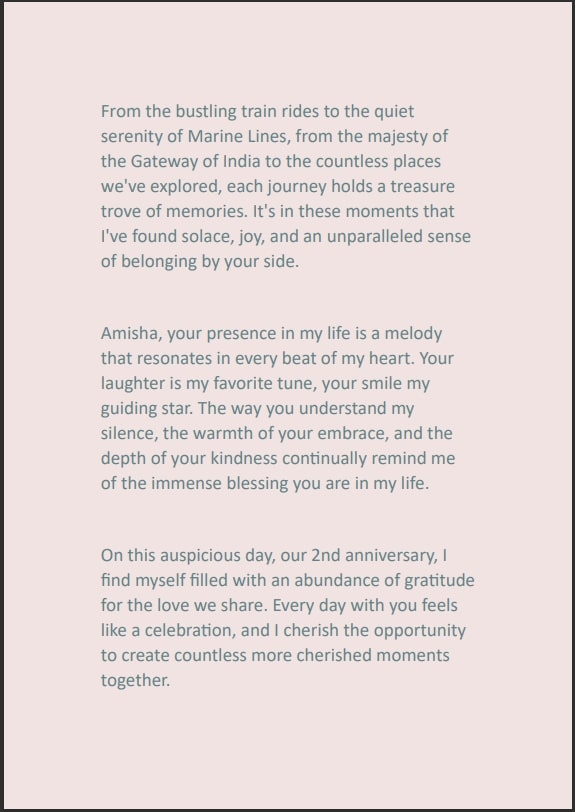 From the bustling train rides to the quiet
serenity of Marine Lines, from the majesty of
the Gateway of India to the countless places
we've explored, each journey holds a treasure
trove of memories. It's in these moments that
I've found solace, joy, and an unparalleled sense
of belonging by your side.
Amisha, your presence in my life is a melody
that resonates in every beat of my heart. Your
laughter is my favorite tune, your smile my
guiding star. The way you understand my
silence, the warmth of your embrace, and the
depth of your kindness continually remind me
of the immense blessing you are in my life.
On this auspicious day, our 2nd anniversary, I
find myself filled with an abundance of gratitude
for the love we share. Every day with you feels
like a celebration, and I cherish the opportunity
to create countless more cherished moments
together.